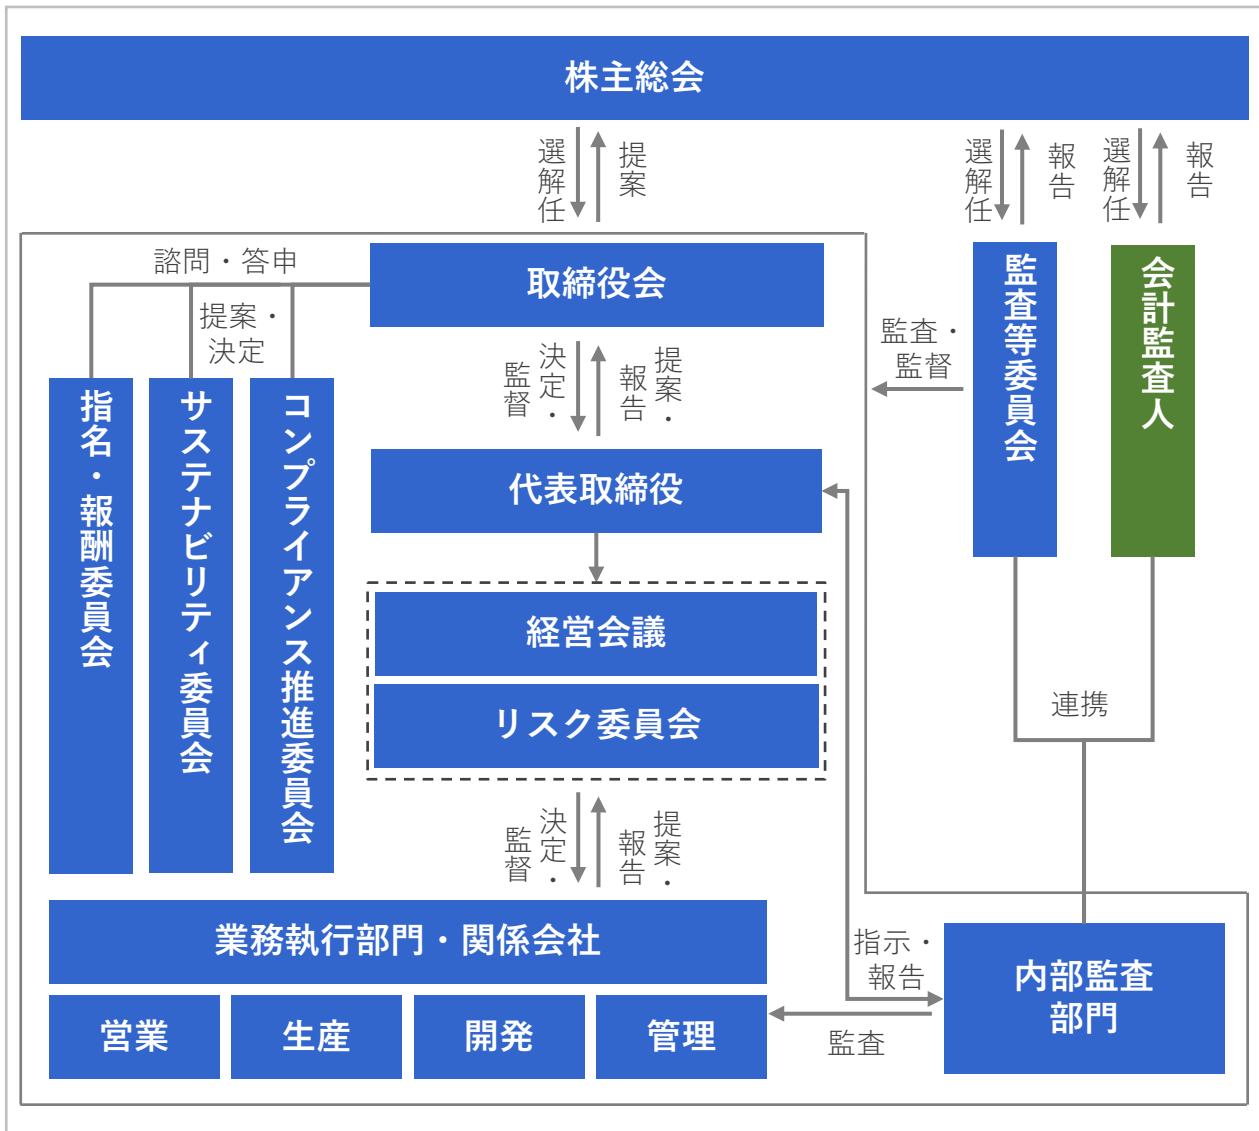 株主総会
選解任
提案
選解任
報告
選解任
報告
諮問・答申
提案・
決定
取締役会
監査等委員会
会計監査人
監査・
監督
決定・
監督
提案・
報告
指名・報酬委員会
サステナビリティ委員会
コンプライアンス推進委員会
代表取締役
経営会議
リスク委員会
連携
決定・
監督
提案・
報告
業務執行部門・関係会社
営業
生産
開発
管理
指示・
報告
監査
内部監査
部門